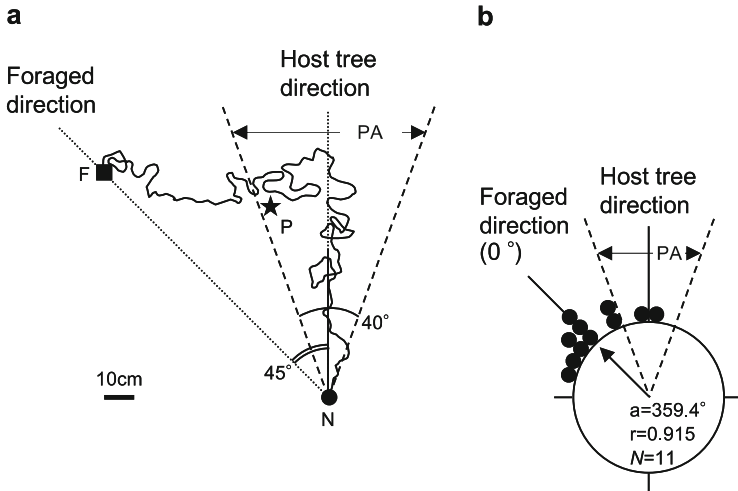 a
Foraged
direction
Host tree
direction
PA
F
P
40°
45°
10cm
N
b
Foraged
direction
(0 °)
Host tree
direction
PA
a=359.4°
r=0.915
N=11